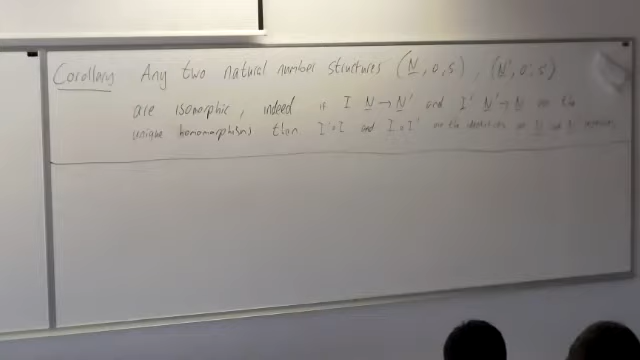 Corollary Any two natural number structures (N, 0, s), (N', 0', s')
are isomorphic, indeed if I N → N' and I' N' → N are the
unique homomorphisms then I'∘I and I∘I' are the identities on N and N'